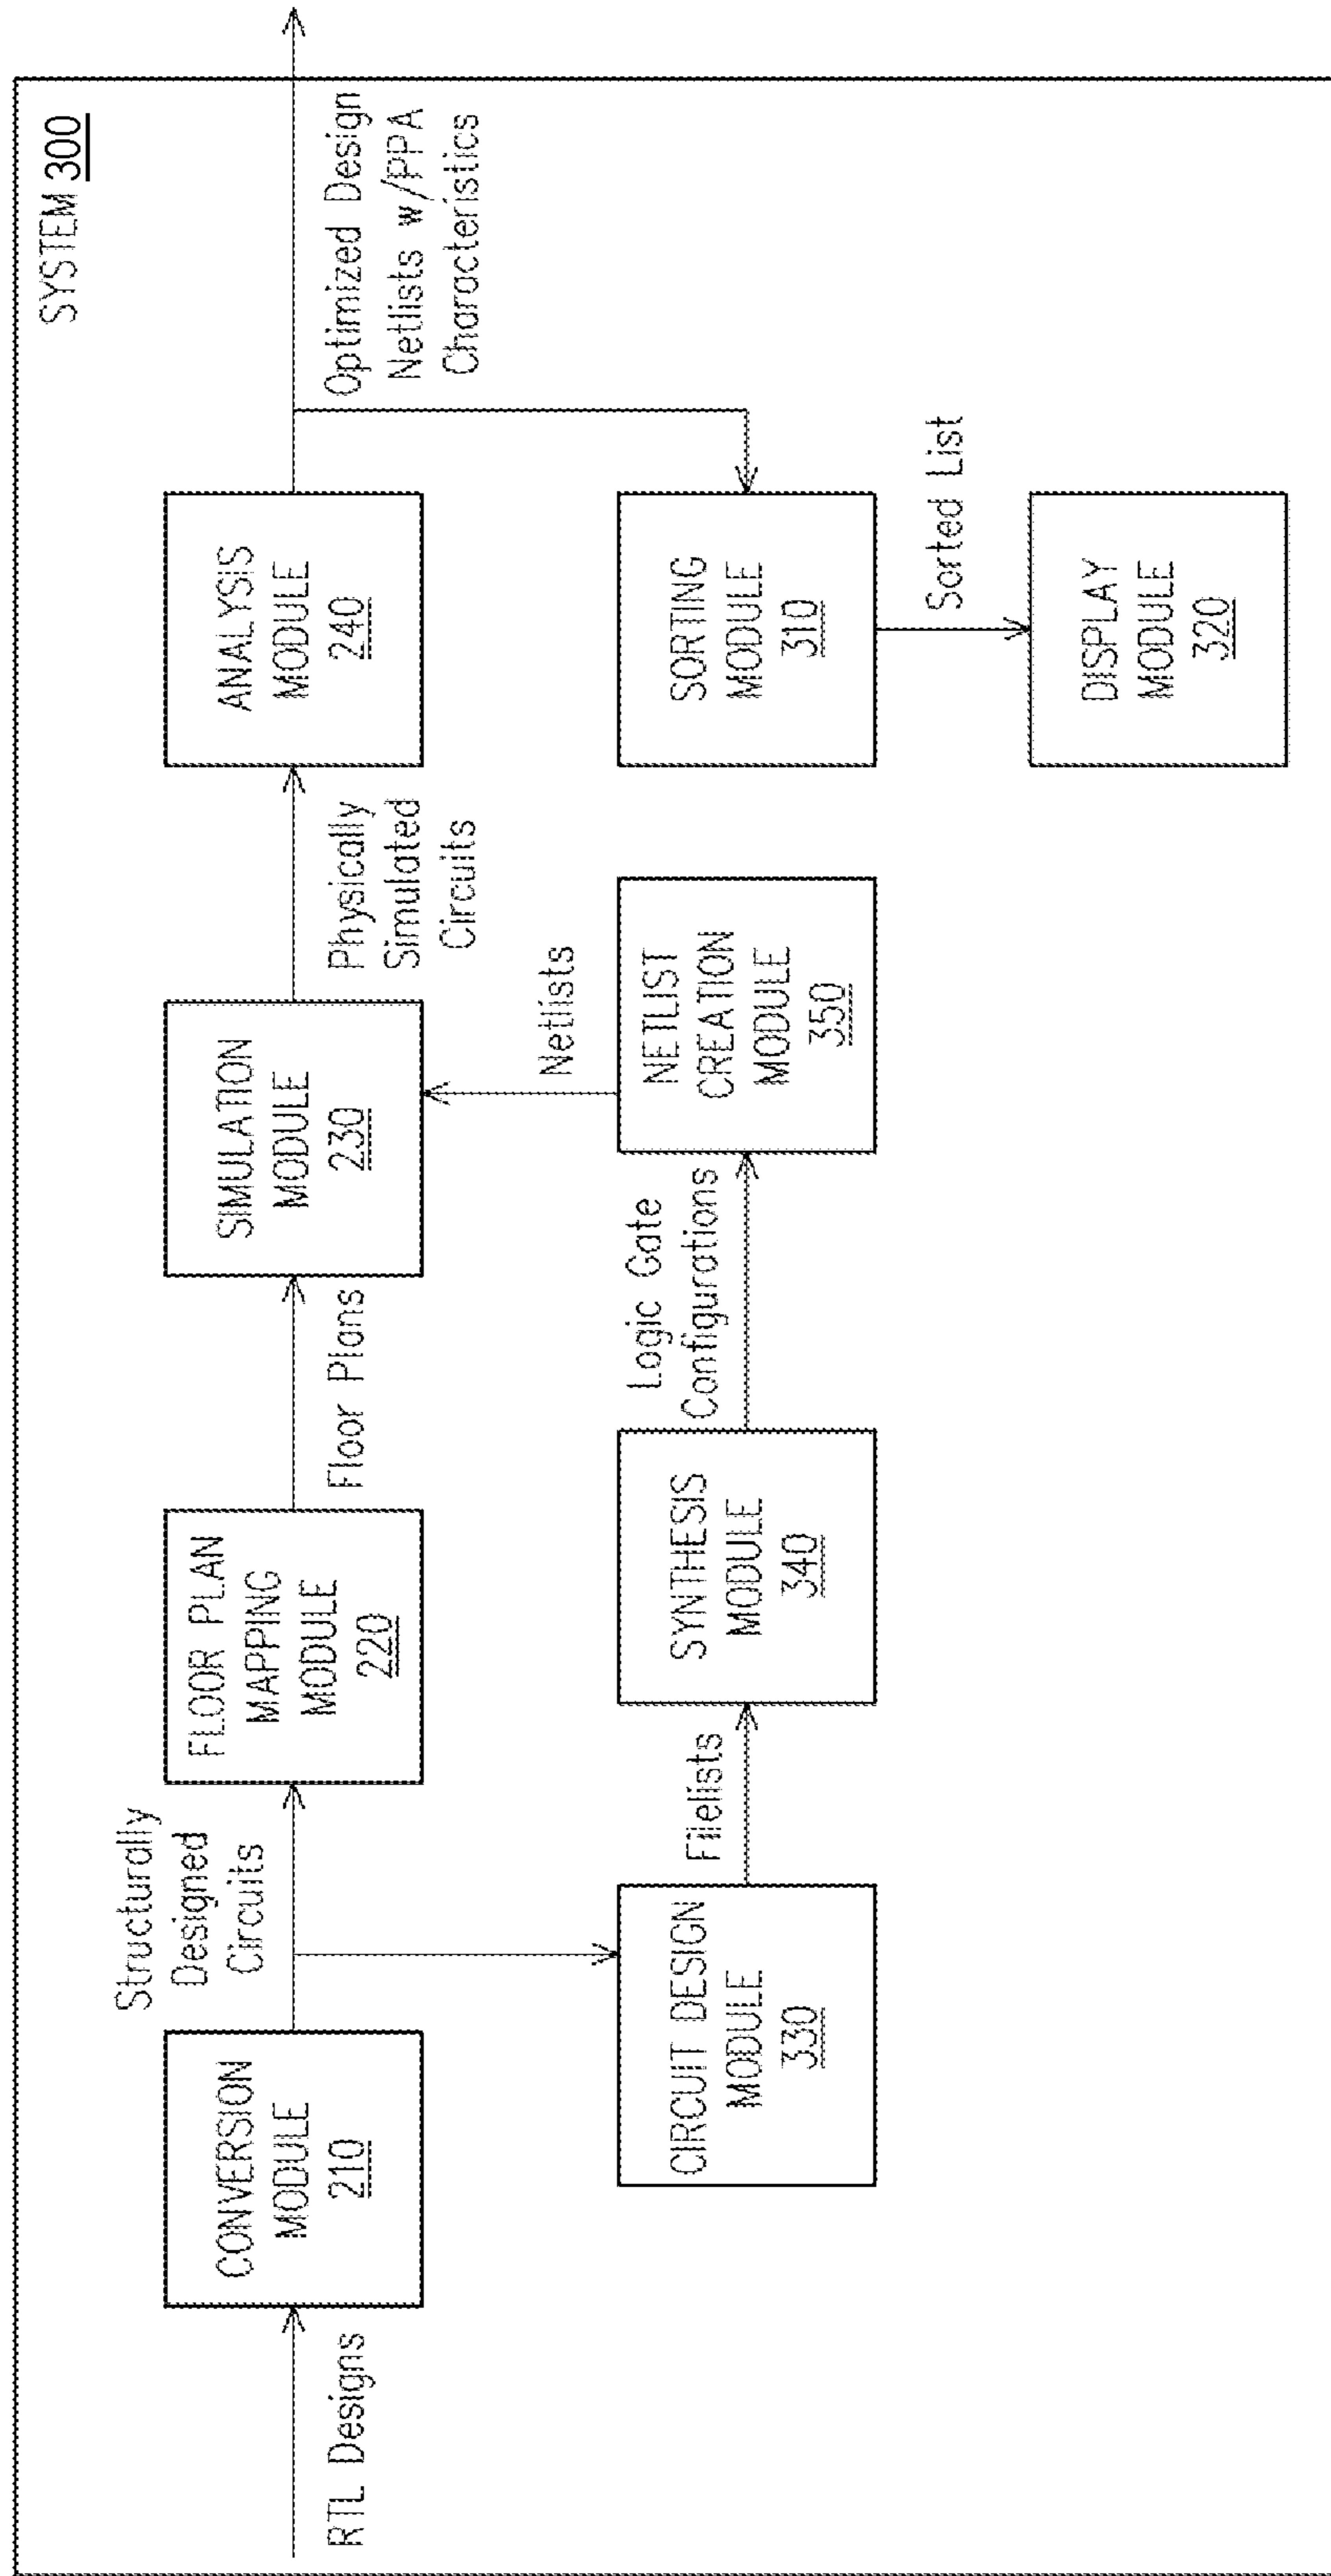 SYSTEM 300
RTL Designs
CONVERSION
MODULE
210
Structurally
Designed
Circuits
FLOOR PLAN
MAPPING
MODULE
220
Floor Plans
SIMULATION
MODULE
230
Physically
Simulated
Circuits
ANALYSIS
MODULE
240
Optimized Design
Netlists w/PPA
Characteristics
CIRCUIT DESIGN
MODULE
330
Filelists
SYNTHESIS
MODULE
340
Logic Gate
Configurations
NETLIST
CREATION
MODULE
350
Netlists
SORTING
MODULE
310
Sorted List
DISPLAY
MODULE
320